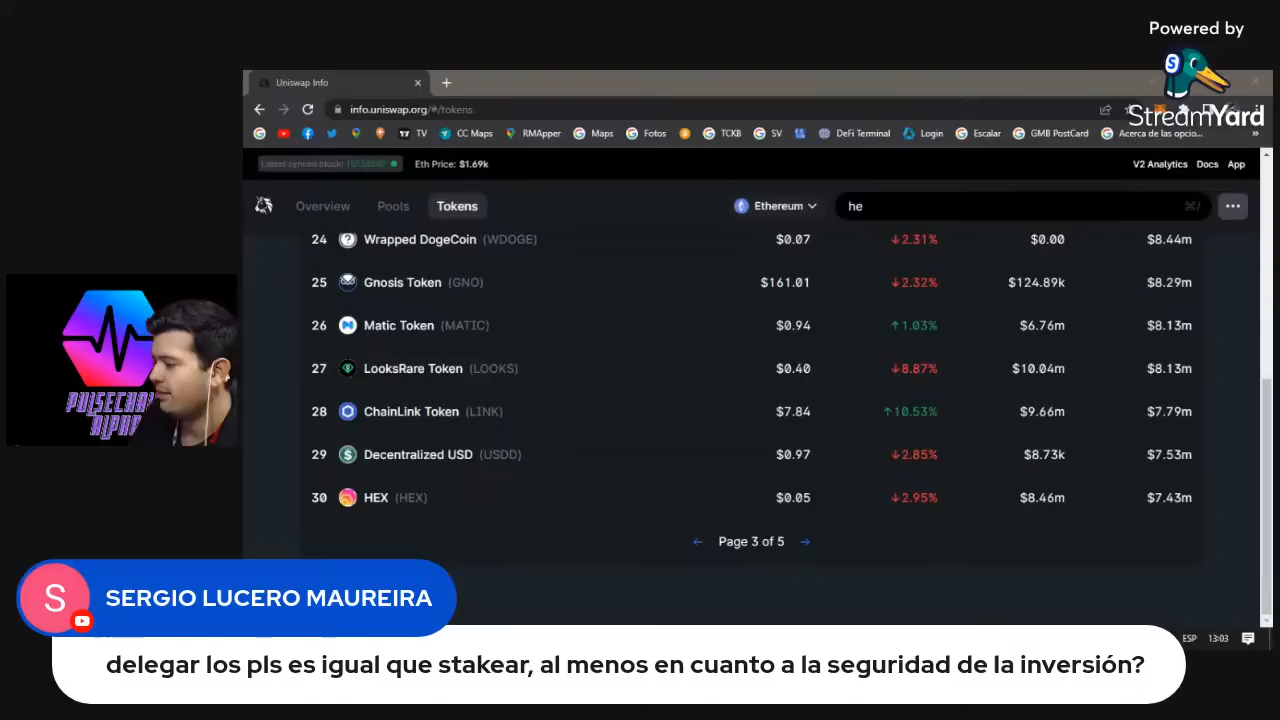 Powered by
StreamYard
Uniswap Info
info.uniswap.org/#/tokens
TV CC Maps RMApper Maps Fotos TCKB SV DeFi Terminal Login Escalar GMB PostCard Acerca de las opcio...
Latest synced block: Eth Price: $1.69k V2 Analytics Docs App
Overview Pools Tokens Ethereum he
24 Wrapped DogeCoin (WDOGE) $0.07 ↓2.31% $0.00 $8.44m
25 Gnosis Token (GNO) $161.01 ↓2.32% $124.89k $8.29m
26 Matic Token (MATIC) $0.94 ↑1.03% $6.76m $8.13m
27 LooksRare Token (LOOKS) $0.40 ↓8.87% $10.04m $8.13m
28 ChainLink Token (LINK) $7.84 ↑10.53% $9.66m $7.79m
29 Decentralized USD (USDD) $0.97 ↓2.85% $8.73k $7.53m
30 HEX (HEX) $0.05 ↓2.95% $8.46m $7.43m
← Page 3 of 5 →
ESP 13:03
S SERGIO LUCERO MAUREIRA
delegar los pls es igual que stakear, al menos en cuanto a la seguridad de la inversión?